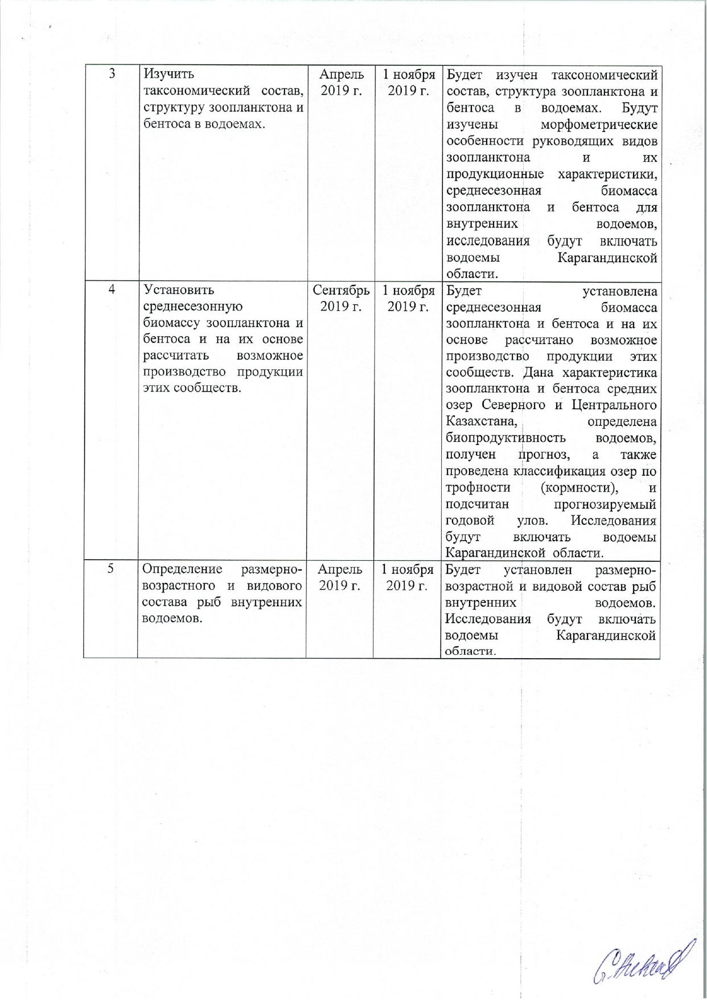 3
Изучить
таксономический состав,
структуру зоопланктона и
бентоса в водоемах.
Апрель
2019 г.
1 ноября
2019 г.
Будет изучен таксономический
состав, структура зоопланктона и
бентоса в водоемах. Будут
изучены морфометрические
особенности руководящих видов
зоопланктона и их
продукционные характеристики,
среднесезонная биомасса
зоопланктона и бентоса для
внутренних водоемов,
исследования будут включать
водоемы Карагандинской
области.
4
Установить
среднесезонную
биомассу зоопланктона и
бентоса и на их основе
рассчитать возможное
производство продукции
этих сообществ.
Сентябрь
2019 г.
1 ноября
2019 г.
Будет установлена
среднесезонная биомасса
зоопланктона и бентоса и на их
основе рассчитано возможное
производство продукции этих
сообществ. Дана характеристика
зоопланктона и бентоса средних
озер Северного и Центрального
Казахстана, определена
биопродуктивность водоемов,
получен прогноз, а также
проведена классификация озер по
трофности (кормности), и
подсчитан прогнозируемый
годовой улов. Исследования
будут включать водоемы
Карагандинской области.
5
Определение размерно-
возрастного и видового
состава рыб внутренних
водоемов.
Апрель
2019 г.
1 ноября
2019 г.
Будет установлен размерно-
возрастной и видовой состав рыб
внутренних водоемов.
Исследования будут включать
водоемы Карагандинской
области.